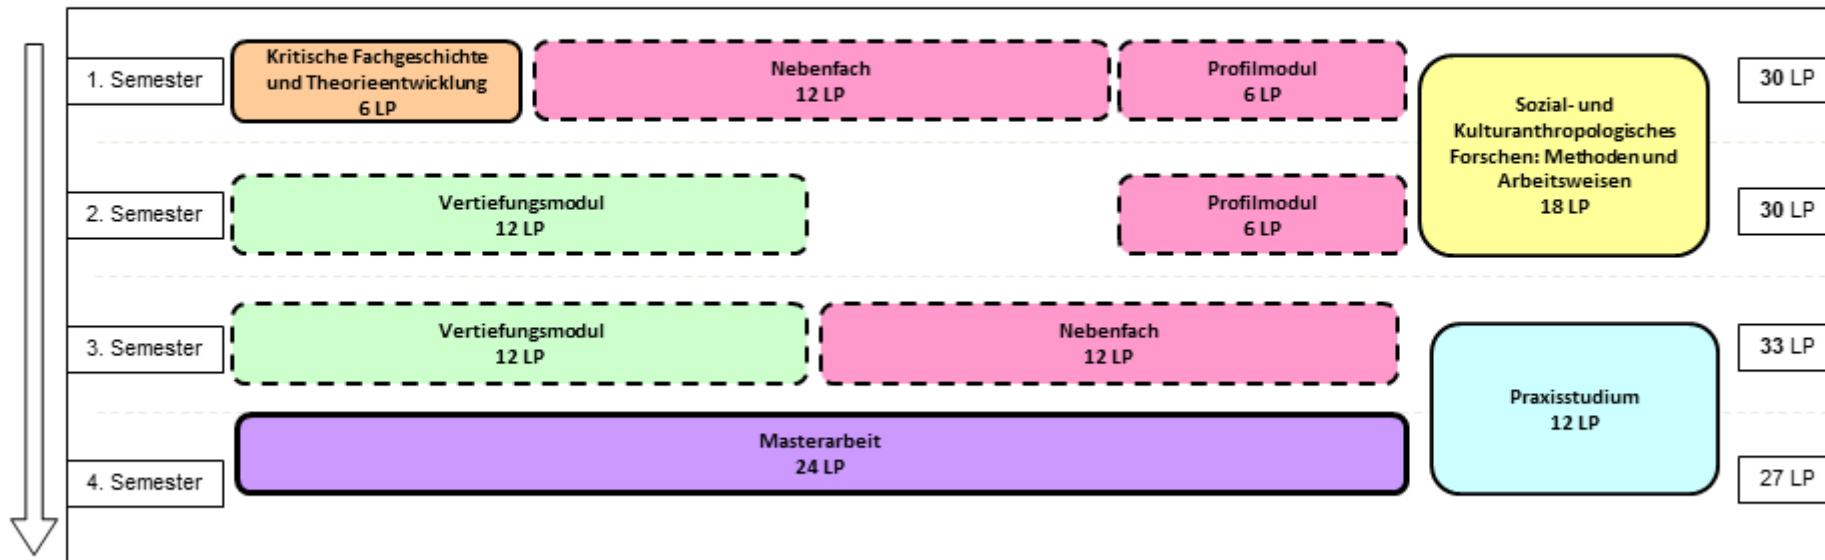 1. Semester
Kritische Fachgeschichte
und Theorieentwicklung
6 LP
Nebenfach
12 LP
Profilmodul
6 LP
Sozial- und
Kulturanthropologisches
Forschen: Methoden und
Arbeitsweisen
18 LP
30 LP
2. Semester
Vertiefungsmodul
12 LP
Profilmodul
6 LP
30 LP
3. Semester
Vertiefungsmodul
12 LP
Nebenfach
12 LP
Praxisstudium
12 LP
33 LP
4. Semester
Masterarbeit
24 LP
27 LP